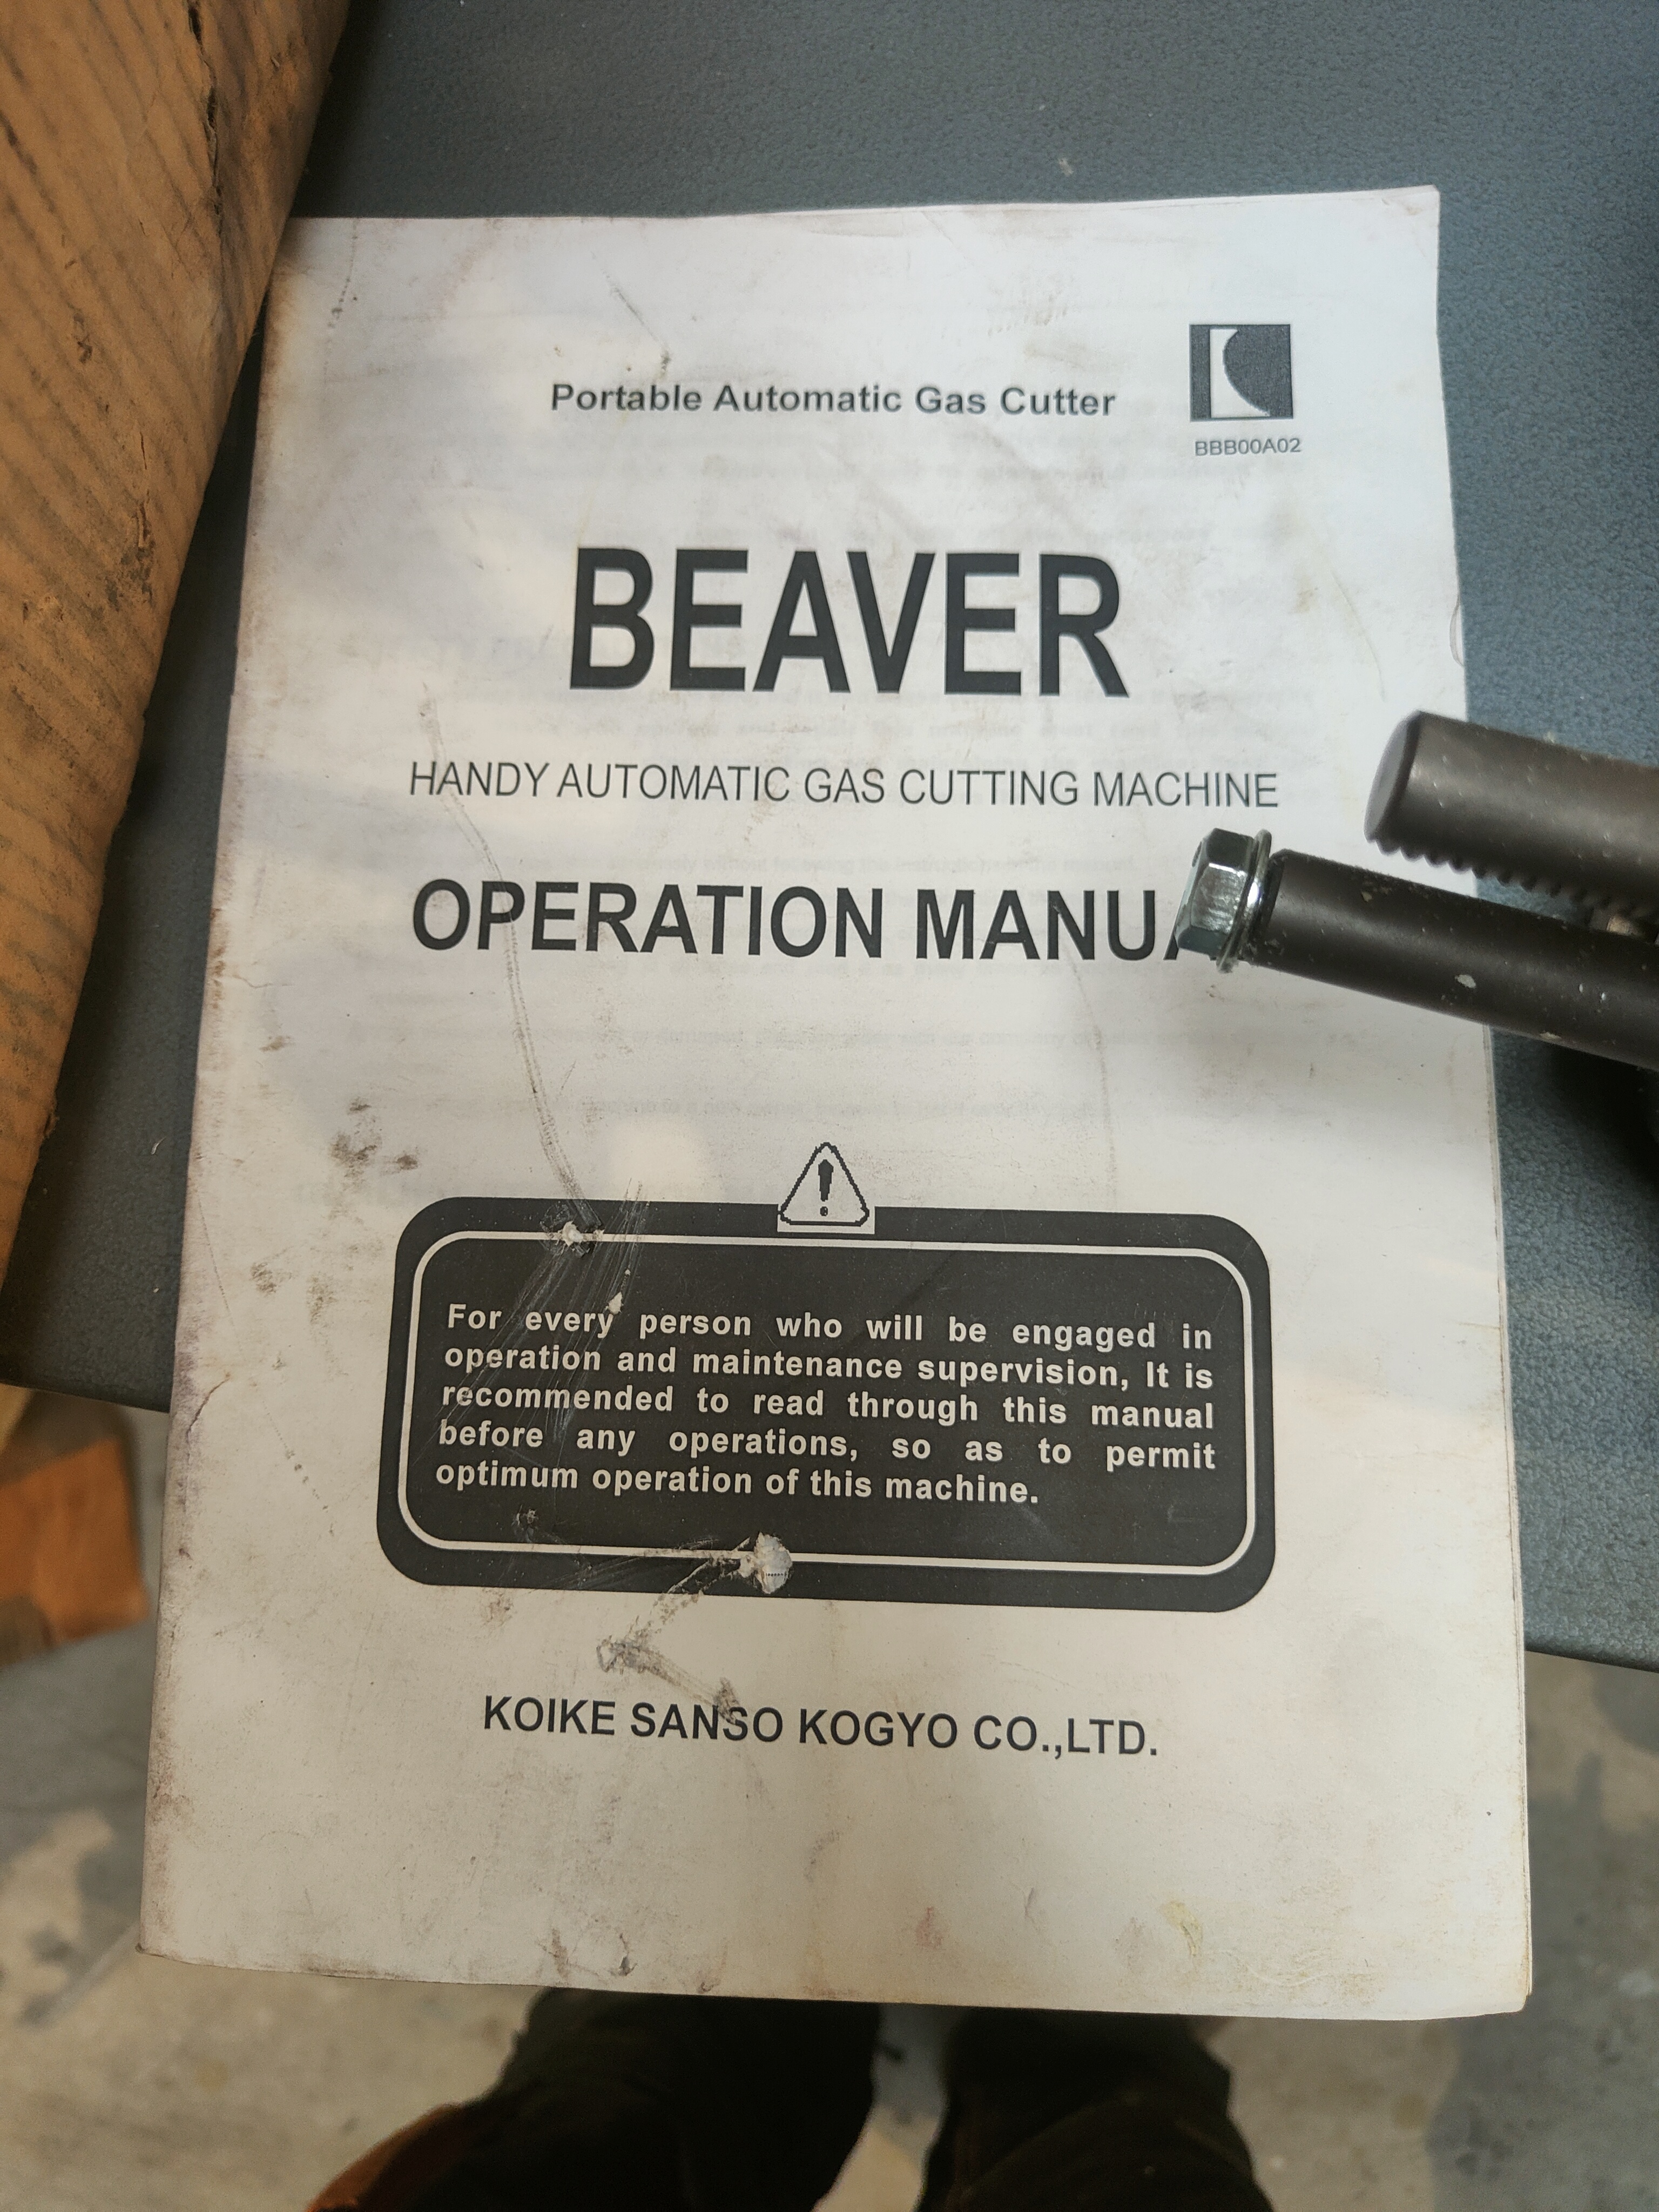 Portable Automatic Gas Cutter
BBB00A02
BEAVER
HANDY AUTOMATIC GAS CUTTING MACHINE
OPERATION MANUA
For every person who will be engaged in
operation and maintenance supervision, It is
recommended to read through this manual
before any operations, so as to permit
optimum operation of this machine.
KOIKE SANSO KOGYO CO.,LTD.